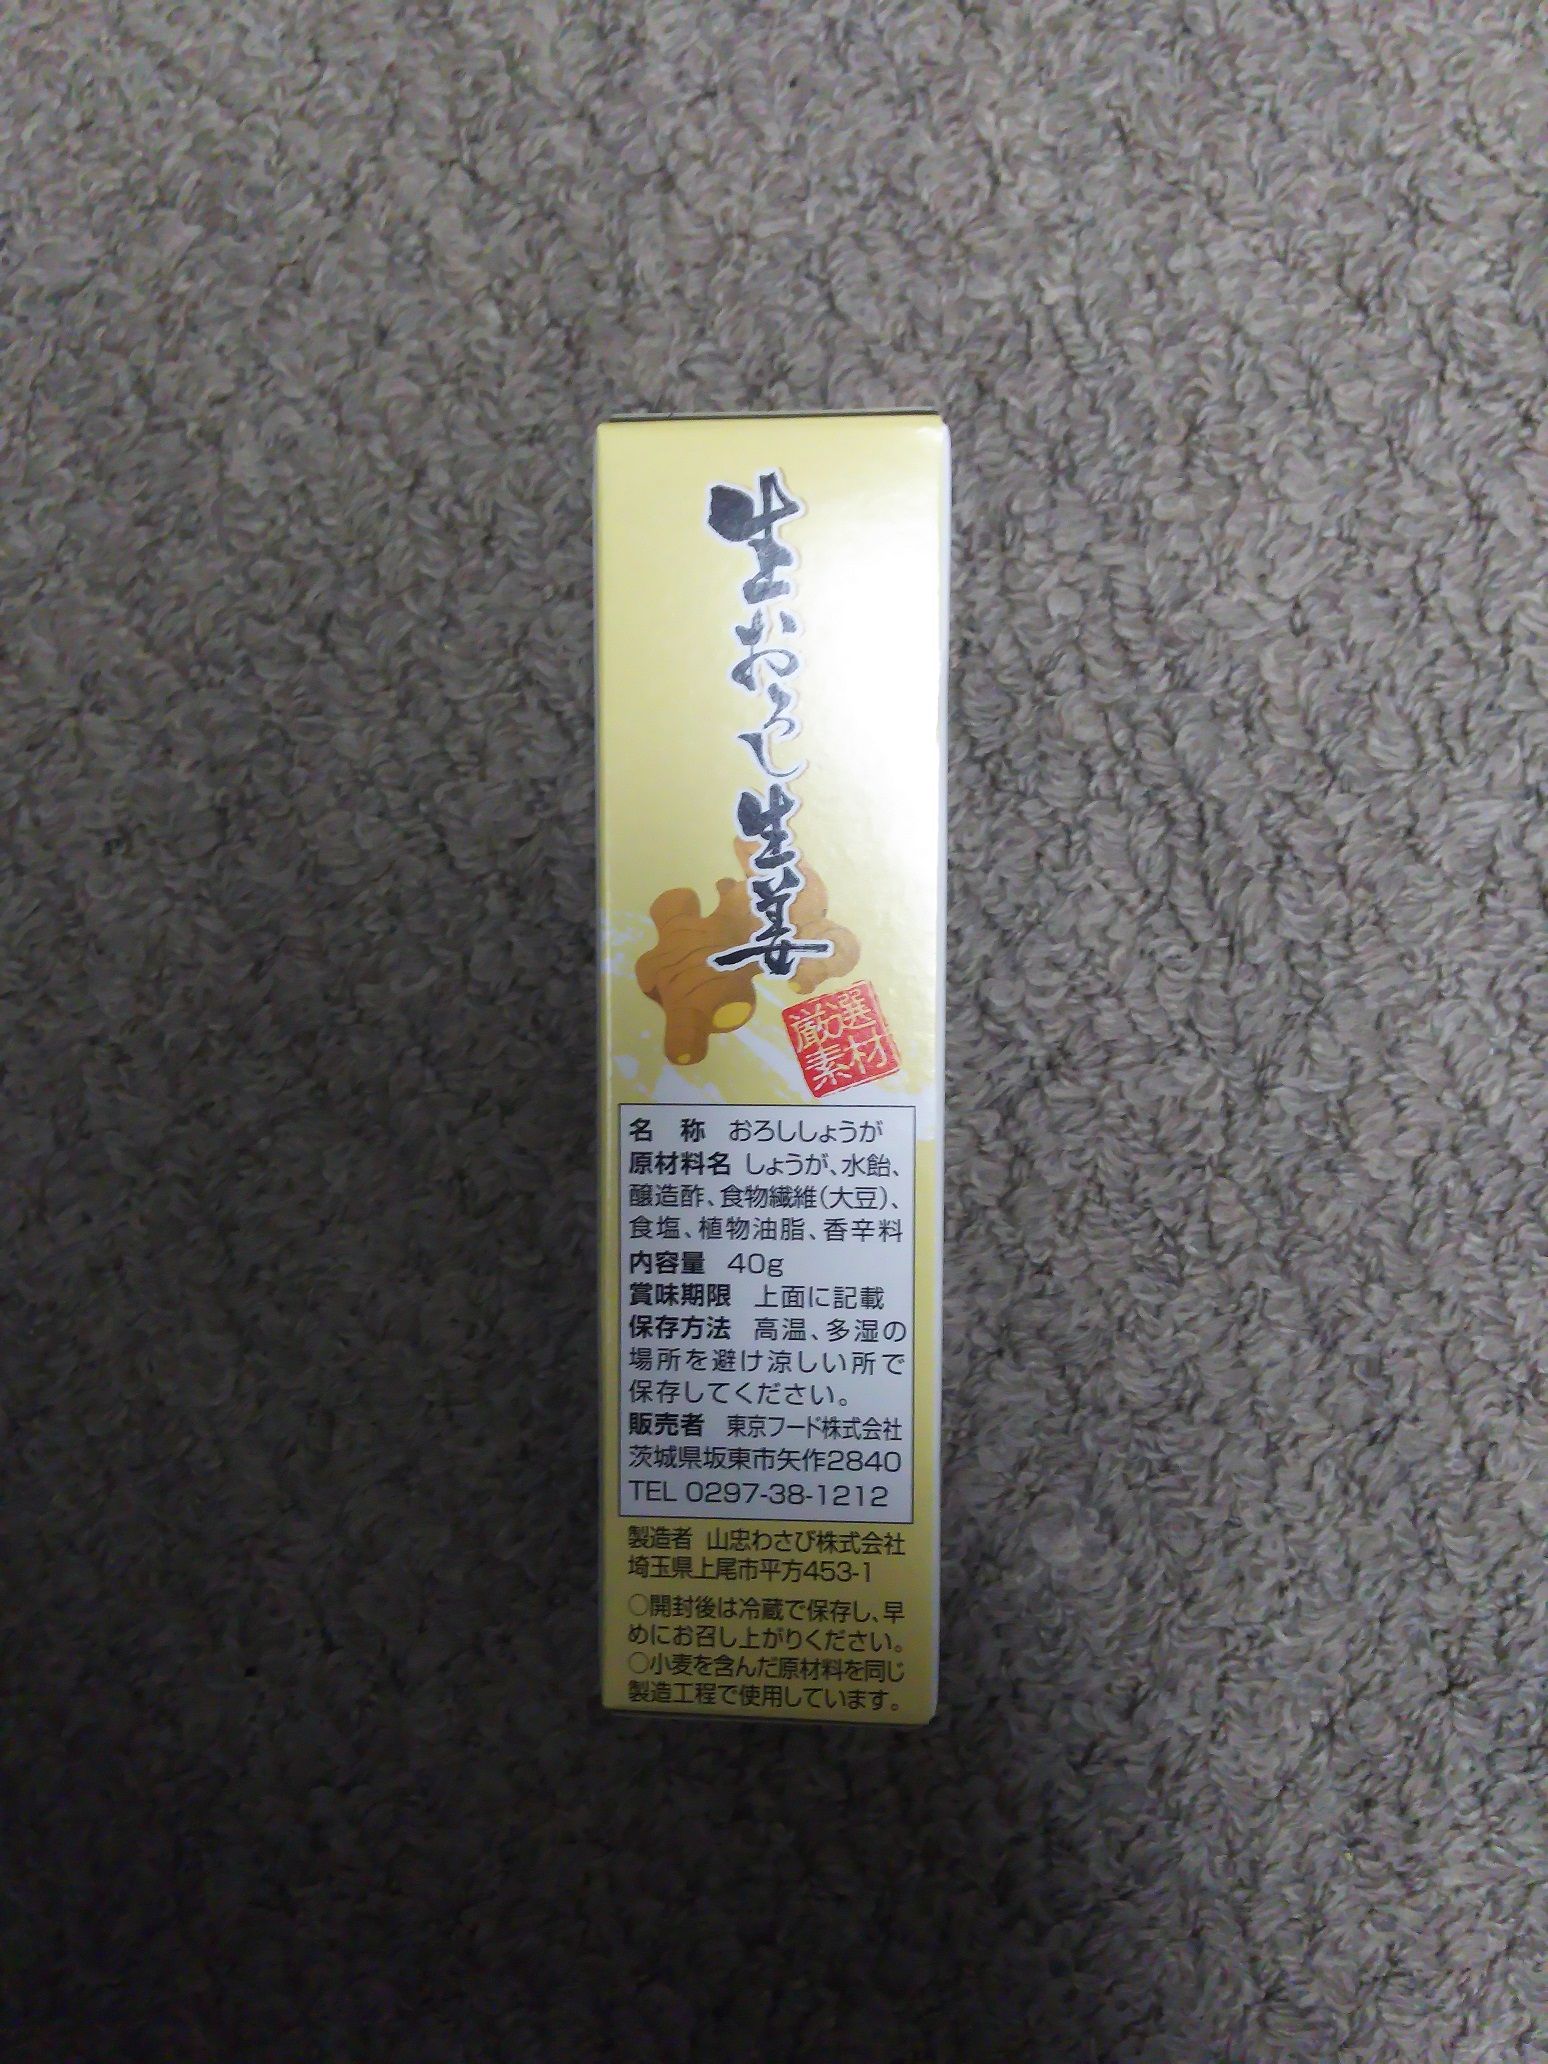 生おろし生姜
厳選
素材
名 称 おろししょうが
原材料名 しょうが、水飴、
醸造酢、食物繊維(大豆)、
食塩、植物油脂、香辛料
内容量 40g
賞味期限 上面に記載
保存方法 高温、多湿の
場所を避け涼しい所で
保存してください。
販売者 東京フード株式会社
茨城県坂東市矢作2840
TEL 0297-38-1212
製造者 山忠わさび株式会社
埼玉県上尾市平方453-1
○開封後は冷蔵で保存し、早
めにお召し上がりください。
○小麦を含んだ原材料を同じ
製造工程で使用しています。